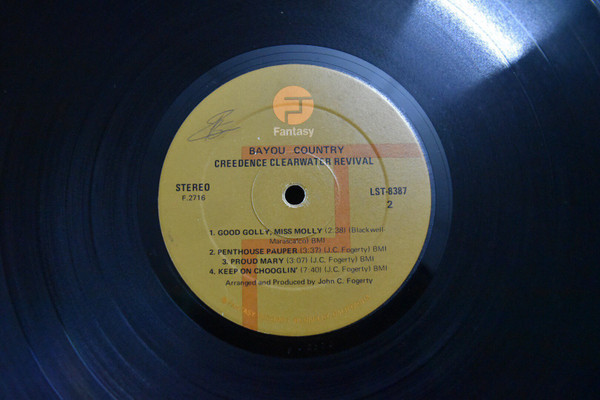 Fantasy
BAYOU COUNTRY
CREEDENCE CLEARWATER REVIVAL
STEREO
F.2716
LST-8387
2
1. GOOD GOLLY, MISS MOLLY (2:38) (Blackwell
Marascalco) BMI
2. PENTHOUSE PAUPER (3:37) (J.C. Fogerty) BMI
3. PROUD MARY (3:07) (J.C. Fogerty) BMI
4. KEEP ON CHOOGLIN' (7:40) (J.C. Fogerty) BMI
Arranged and Produced by John C. Fogerty